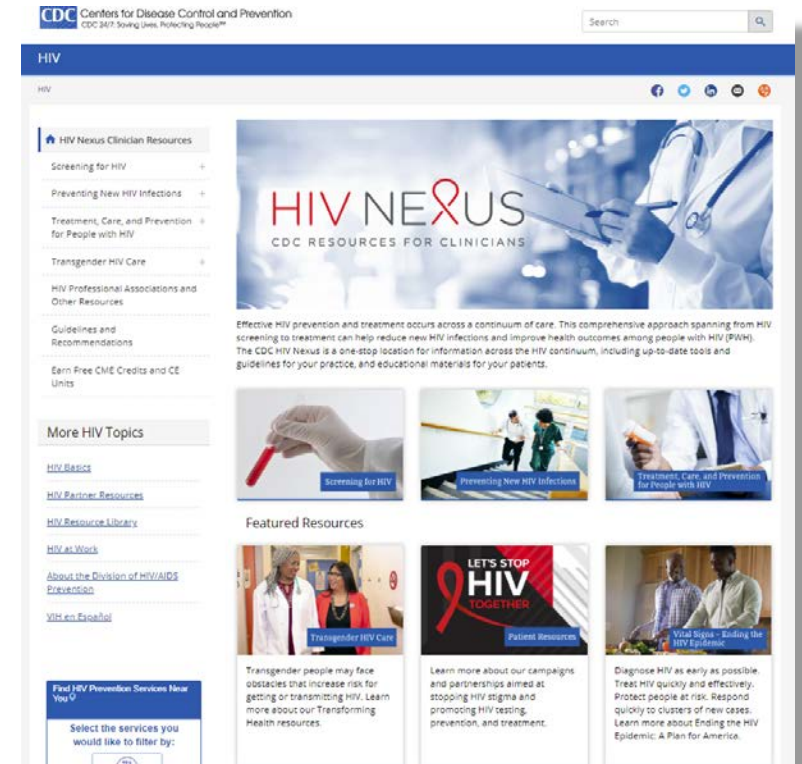 CDC Centers for Disease Control and Prevention
CDC 24/7: Saving Lives, Protecting People™
Search
HIV
HIV
HIV Nexus Clinician Resources
Screening for HIV +
Preventing New HIV Infections +
Treatment, Care, and Prevention +
for People with HIV
Transgender HIV Care +
HIV Professional Associations and
Other Resources
Guidelines and
Recommendations
Earn Free CME Credits and CE
Units
More HIV Topics
HIV Basics
HIV Partner Resources
HIV Resource Library
HIV at Work
About the Division of HIV/AIDS
Prevention
VIH en Español
Find HIV Prevention Services Near
You
Select the services you
would like to filter by:
HIV NEXUS
CDC RESOURCES FOR CLINICIANS
Effective HIV prevention and treatment occurs across a continuum of care. This comprehensive approach spanning from HIV
screening to treatment can help reduce new HIV infections and improve health outcomes among people with HIV (PWH).
The CDC HIV Nexus is a one-stop location for information across the HIV continuum, including up-to-date tools and
guidelines for your practice, and educational materials for your patients.
Screening for HIV
Preventing New HIV Infections
Treatment, Care, and Prevention
for People with HIV
Featured Resources
Transgender HIV Care
Transgender people may face
obstacles that increase risk for
getting or transmitting HIV. Learn
more about our Transforming
Health resources.
LET'S STOP
HIV
TOGETHER
Patient Resources
Learn more about our campaigns
and partnerships aimed at
stopping HIV stigma and
promoting HIV testing,
prevention, and treatment.
Vital Signs – Ending the
HIV Epidemic
Diagnose HIV as early as possible.
Treat HIV quickly and effectively.
Protect people at risk. Respond
quickly to clusters of new cases.
Learn more about Ending the HIV
Epidemic: A Plan for America.